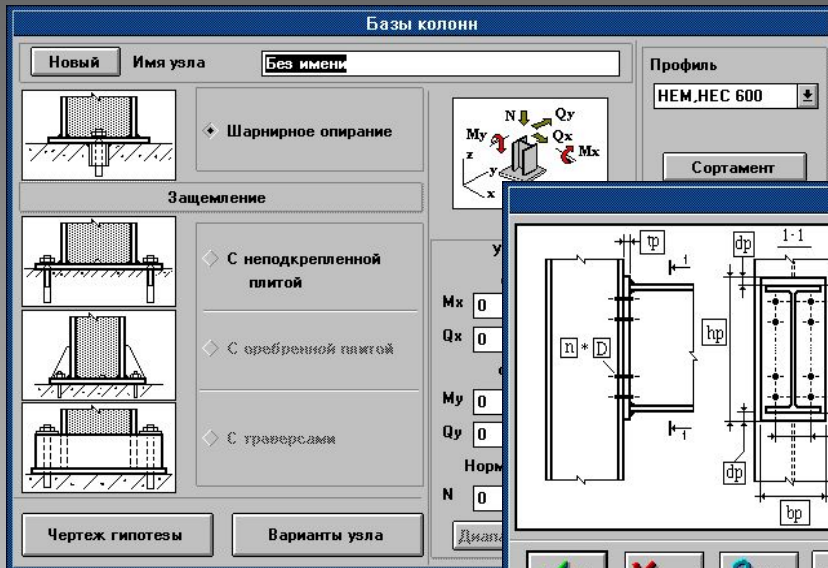 Базы колонн
Новый Имя узла Без имени
Профиль
HEM,HEC 600
Сортамент
Шарнирное опирание
N Qy
My Qx
Mx
z
y
x
Защемление
С неподкрепленной
плитой
С оребренной плитой
С траверсами
Mx 0
Qx 0
My 0
Qy 0
N 0
Чертеж гипотезы
Варианты узла
tp
dp
1-1
1
hp
n * D
1
dp
bp